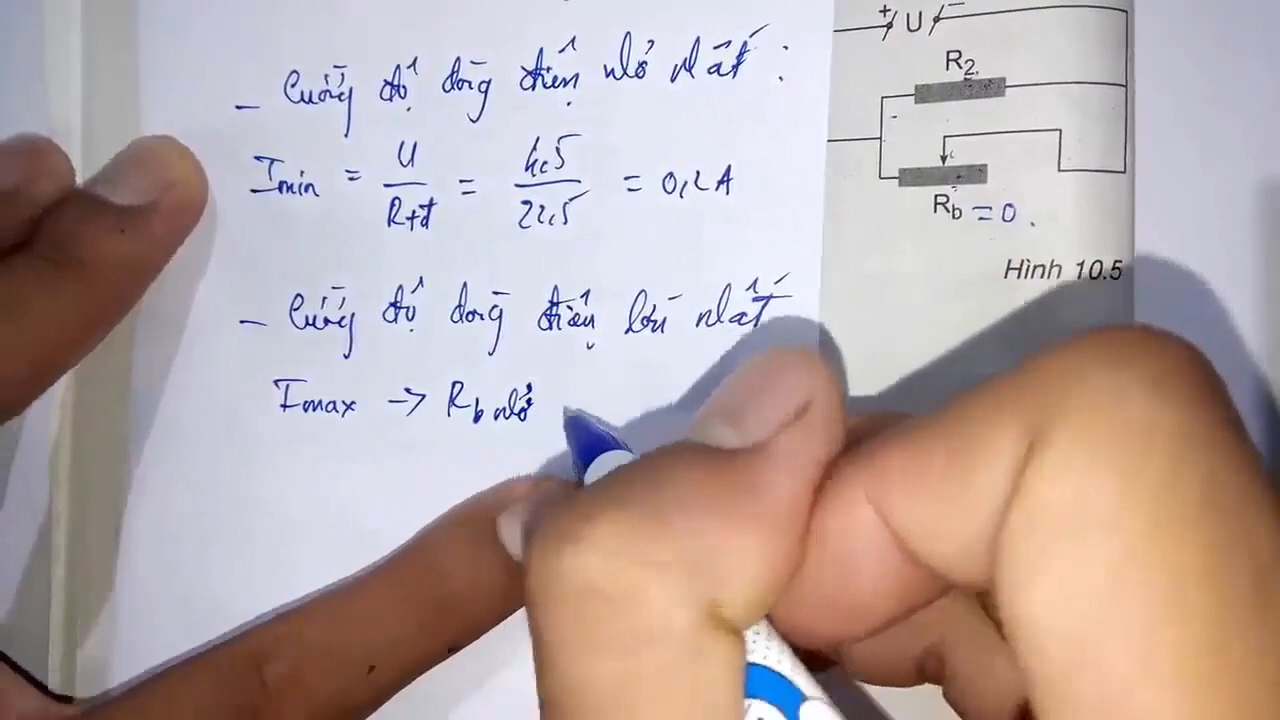 - Cường độ dòng điện nhỏ nhất :
Imin = U / Rtđ = 4,5 / 22,5 = 0,2A
- Cường độ dòng điện lớn nhất
Imax -> Rb nhỏ
+ U -
R2
Rb = 0.
Hình 10.5